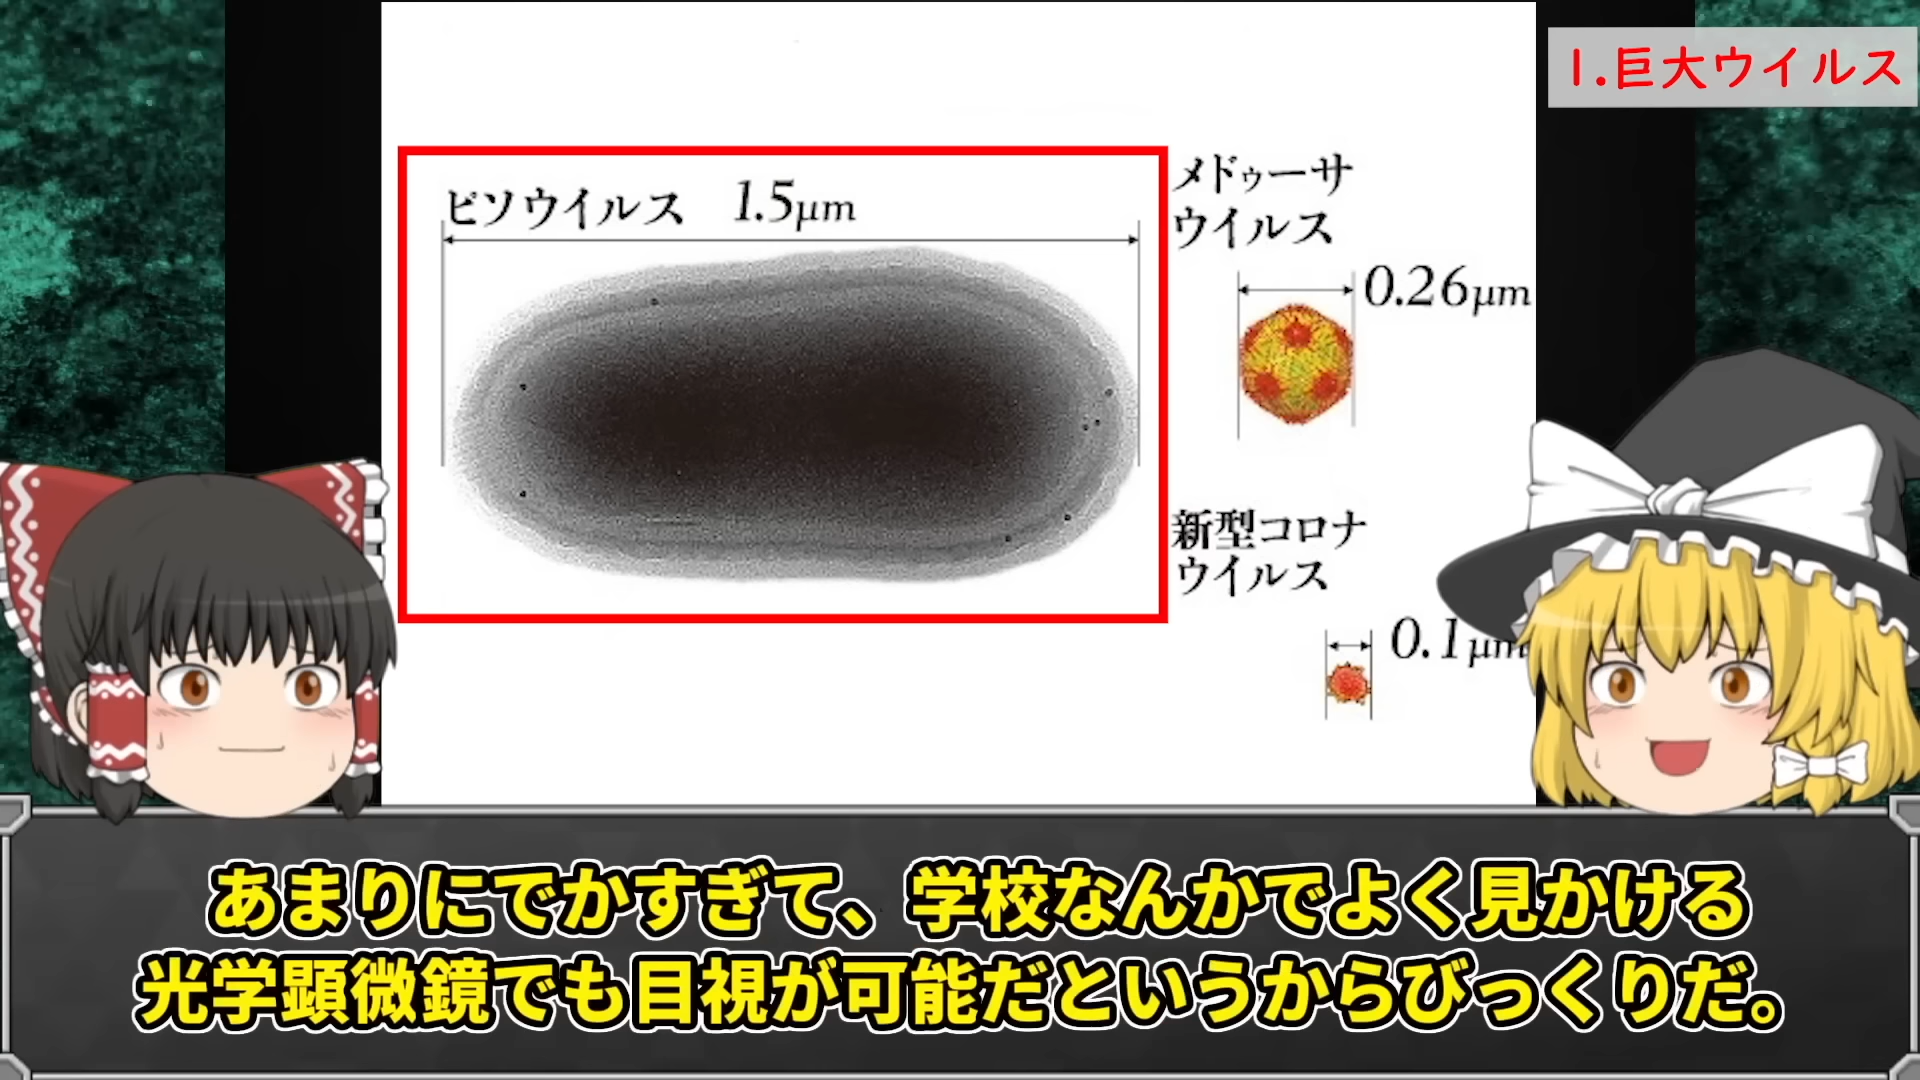 1.巨大ウイルス
ピソウイルス 1.5μm
メドゥーサ
ウイルス
0.26μm
新型コロナ
ウイルス
0.1μm
あまりにでかすぎて、学校なんかでよく見かける
光学顕微鏡でも目視が可能だというからびっくりだ。